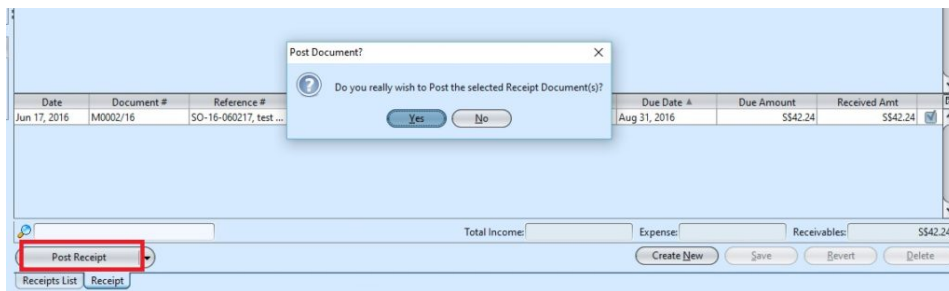 Post Document?
Do you really wish to Post the selected Receipt Document(s)?
Yes No
Date Document # Reference # Due Date Due Amount Received Amt
Jun 17, 2016 M0002/16 SO-16-060217, test ... Aug 31, 2016 S$42.24 S$42.24
Total Income: Expense: Receivables: S$42.24
Post Receipt Create New Save Revert Delete
Receipts List Receipt